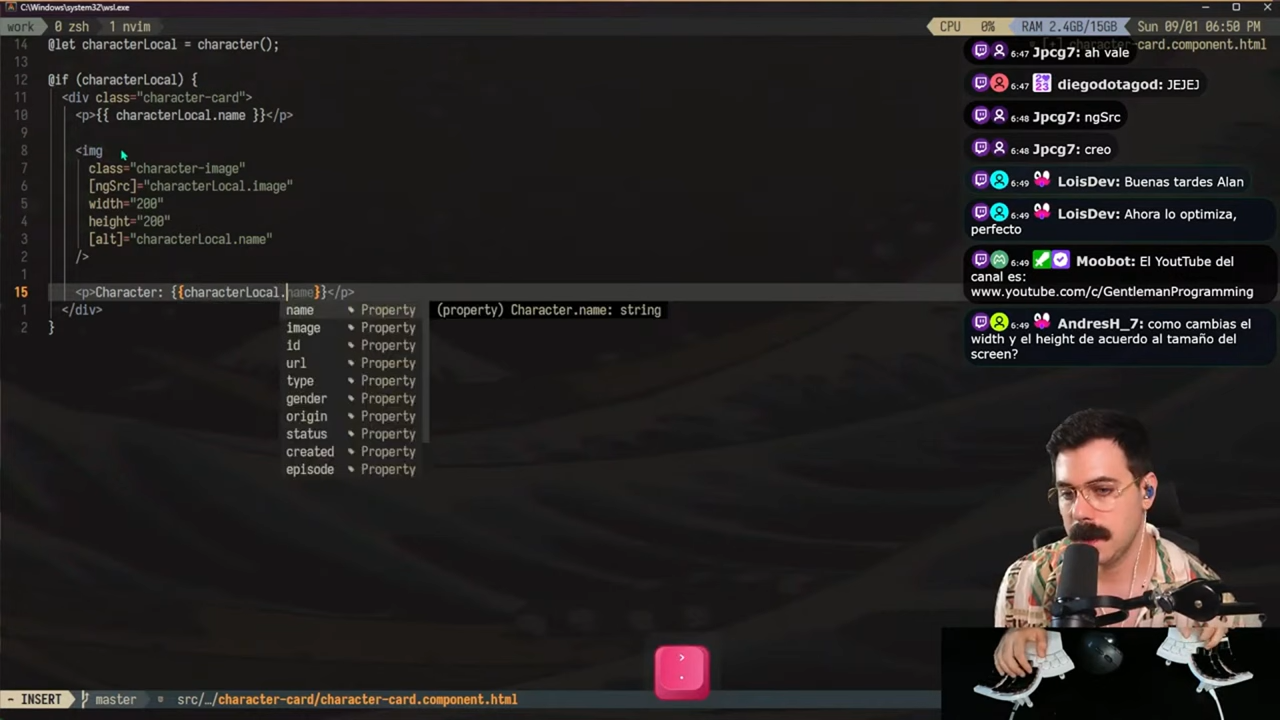 C:\Windows\system32\wsl.exe
work 0 zsh 1 nvim CPU 0% RAM 2.4GB/15GB Sun 09/01 06:50 PM
14 @let characterLocal = character();
13
12 @if (characterLocal) {
11 <div class="character-card">
10 <p>{{ characterLocal.name }}</p>
9
8 <img
7 class="character-image"
6 [ngSrc]="characterLocal.image"
5 width="200"
4 height="200"
3 [alt]="characterLocal.name"
2 />
1
15 <p>Character: {{characterLocal.name}}</p>
1 </div>
2 }
name Property (property) Character.name: string
image Property
id Property
url Property
type Property
gender Property
origin Property
status Property
created Property
episode Property
[+] character-card.component.html
6:47 Jpcg7: ah vale
6:47 diegodotagod: JEJEJ
6:48 Jpcg7: ngSrc
6:48 Jpcg7: creo
6:49 LoisDev: Buenas tardes Alan
6:49 LoisDev: Ahora lo optimiza,
perfecto
6:49 Moobot: El YoutTube del
canal es:
www.youtube.com/c/GentlemanProgramming
6:49 AndresH_7: como cambias el
width y el height de acuerdo al tamaño del
screen?
>
.
~ INSERT master src/…/character-card/character-card.component.html